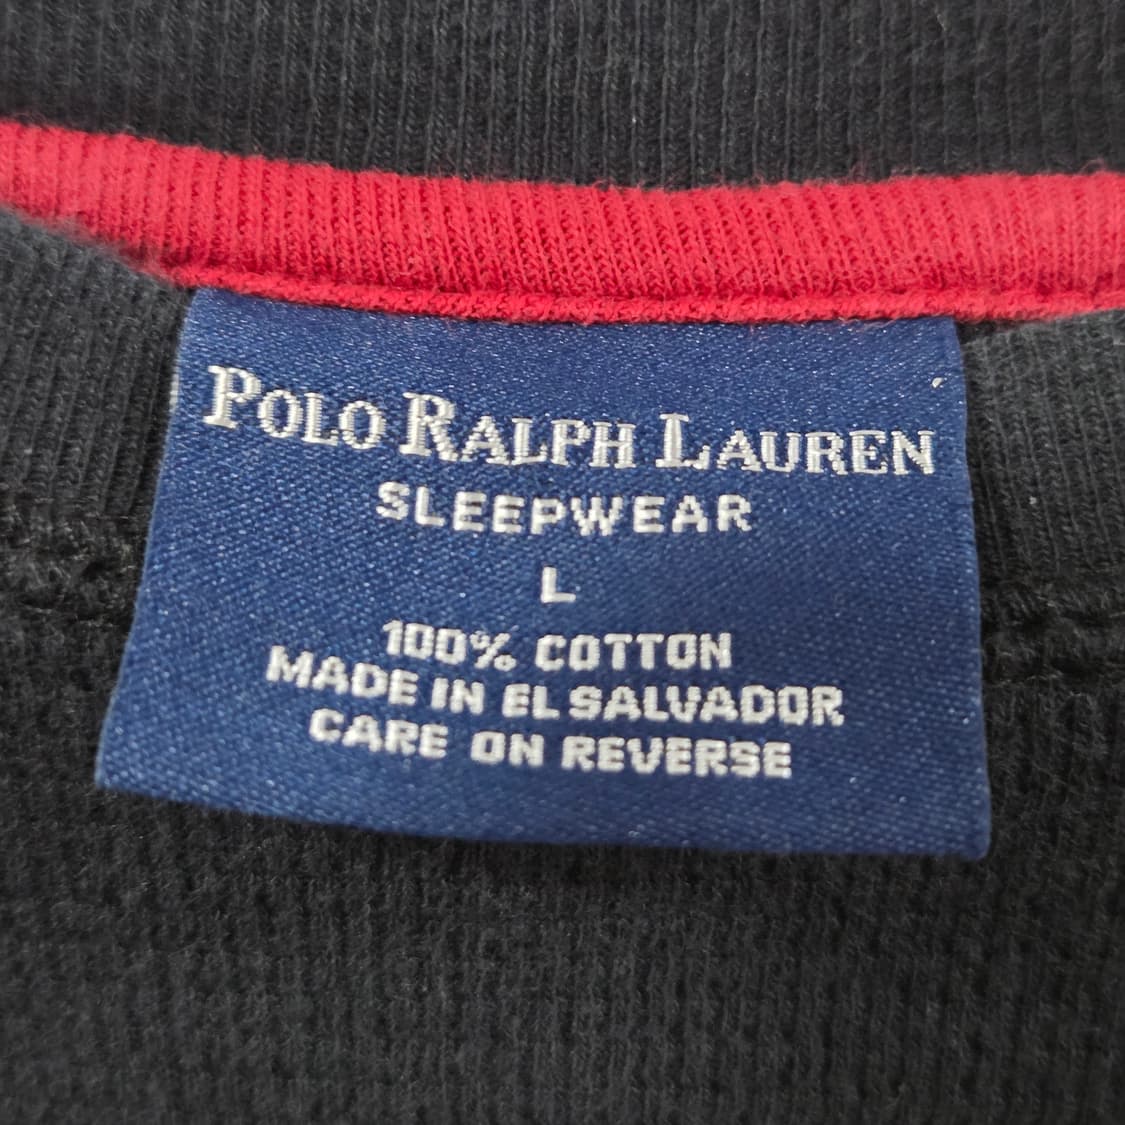 POLO RALPH LAUREN
SLEEPWEAR
L
100% COTTON
MADE IN EL SALVADOR
CARE ON REVERSE